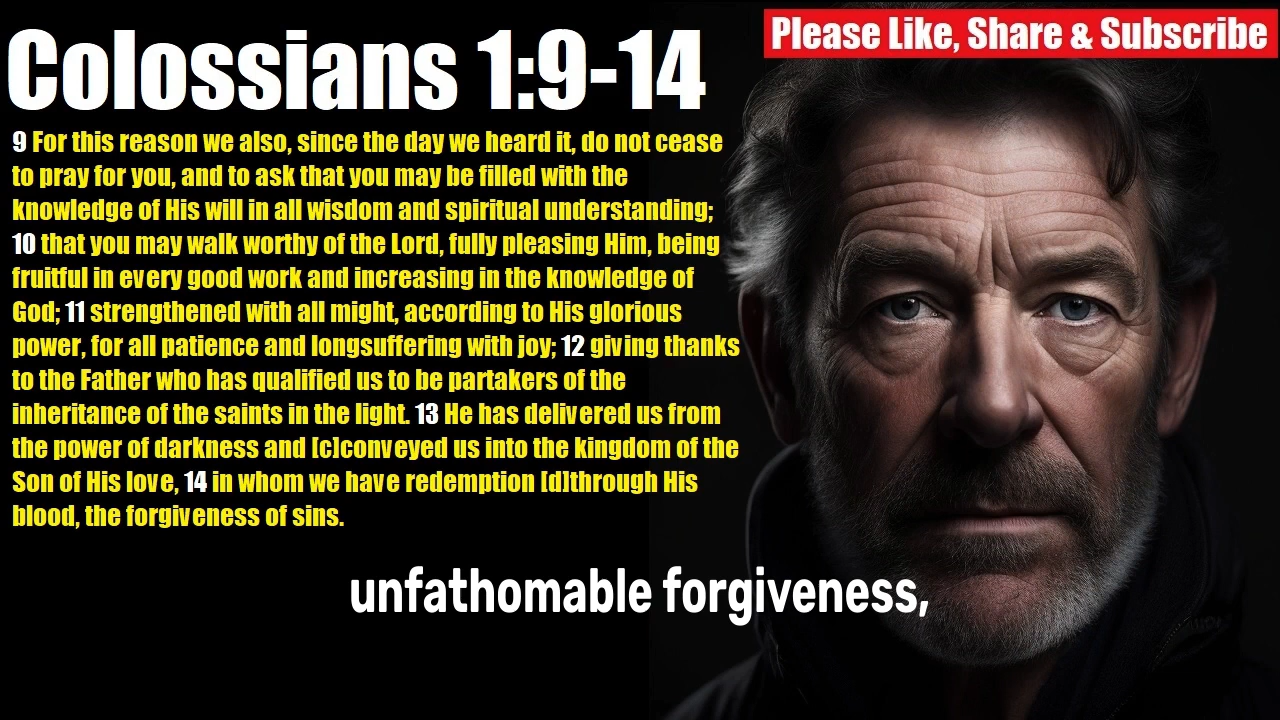 Please Like, Share & Subscribe
Colossians 1:9-14
9 For this reason we also, since the day we heard it, do not cease
to pray for you, and to ask that you may be filled with the
knowledge of His will in all wisdom and spiritual understanding;
10 that you may walk worthy of the Lord, fully pleasing Him, being
fruitful in every good work and increasing in the knowledge of
God; 11 strengthened with all might, according to His glorious
power, for all patience and longsuffering with joy; 12 giving thanks
to the Father who has qualified us to be partakers of the
inheritance of the saints in the light. 13 He has delivered us from
the power of darkness and [c]conveyed us into the kingdom of the
Son of His love, 14 in whom we have redemption [d]through His
blood, the forgiveness of sins.
unfathomable forgiveness,